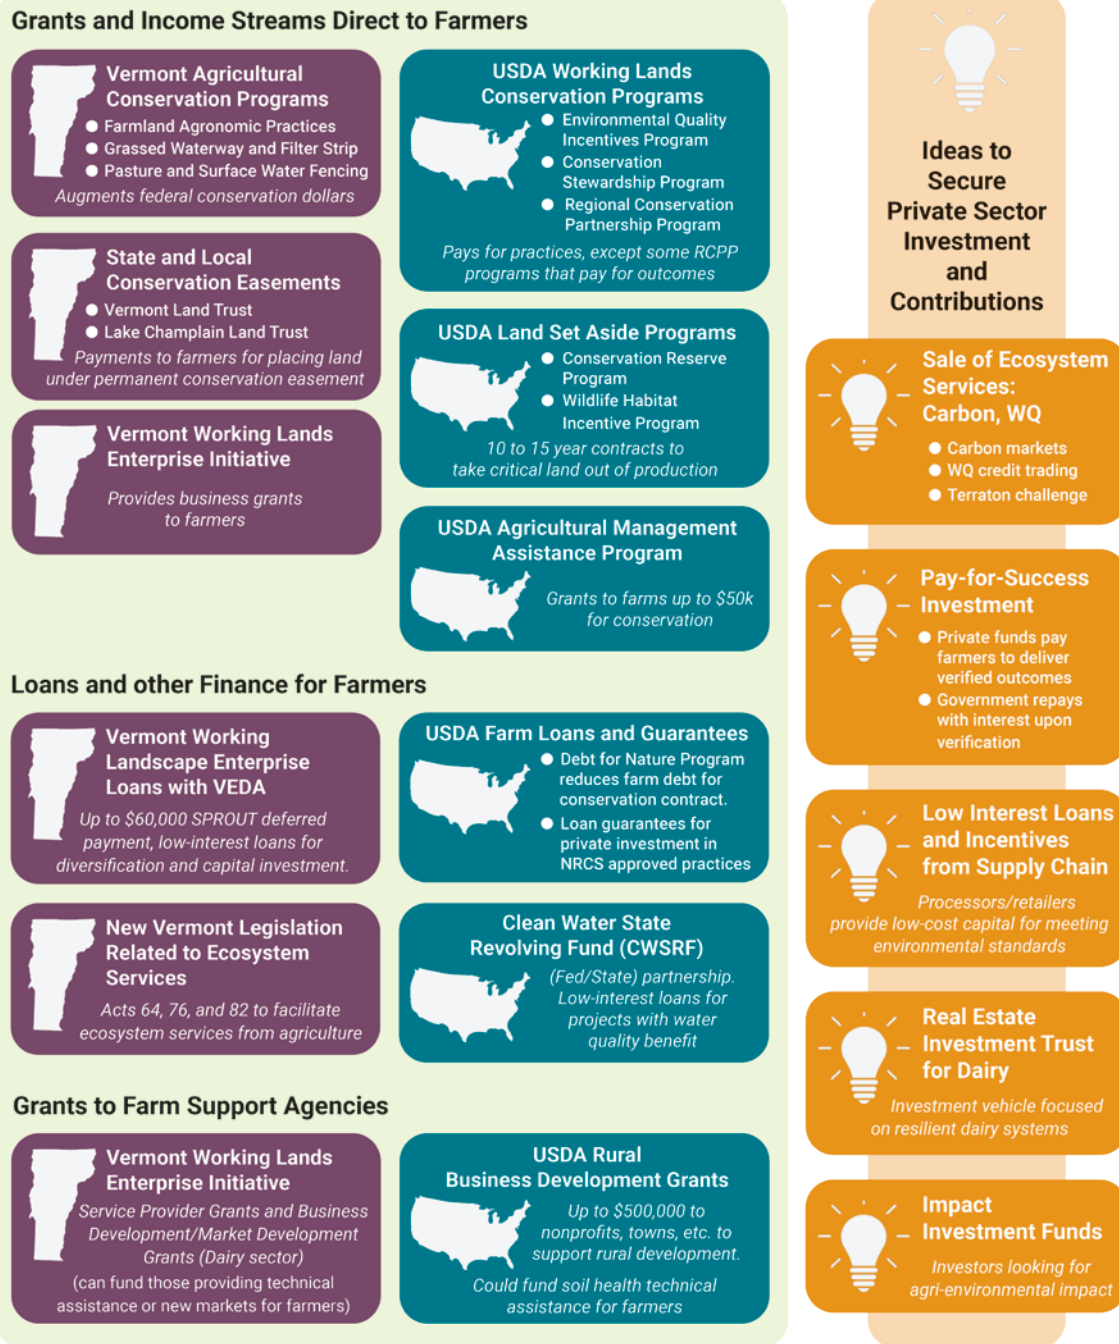 Grants and Income Streams Direct to Farmers
Vermont Agricultural
Conservation Programs
● Farmland Agronomic Practices
● Grassed Waterway and Filter Strip
● Pasture and Surface Water Fencing
Augments federal conservation dollars
State and Local
Conservation Easements
● Vermont Land Trust
● Lake Champlain Land Trust
Payments to farmers for placing land
under permanent conservation easement
Vermont Working Lands
Enterprise Initiative
Provides business grants
to farmers
USDA Working Lands
Conservation Programs
● Environmental Quality
Incentives Program
● Conservation
Stewardship Program
● Regional Conservation
Partnership Program
Pays for practices, except some RCPP
programs that pay for outcomes
USDA Land Set Aside Programs
● Conservation Reserve
Program
● Wildlife Habitat
Incentive Program
10 to 15 year contracts to
take critical land out of production
USDA Agricultural Management
Assistance Program
Grants to farms up to $50k
for conservation
Loans and other Finance for Farmers
Vermont Working
Landscape Enterprise
Loans with VEDA
Up to $60,000 SPROUT deferred
payment, low-interest loans for
diversification and capital investment.
New Vermont Legislation
Related to Ecosystem
Services
Acts 64, 76, and 82 to facilitate
ecosystem services from agriculture
USDA Farm Loans and Guarantees
● Debt for Nature Program
reduces farm debt for
conservation contract.
● Loan guarantees for
private investment in
NRCS approved practices
Clean Water State
Revolving Fund (CWSRF)
(Fed/State) partnership.
Low-interest loans for
projects with water
quality benefit
Grants to Farm Support Agencies
Vermont Working Lands
Enterprise Initiative
Service Provider Grants and Business
Development/Market Development
Grants (Dairy sector)
(can fund those providing technical
assistance or new markets for farmers)
USDA Rural
Business Development Grants
Up to $500,000 to
nonprofits, towns, etc. to
support rural development.
Could fund soil health technical
assistance for farmers
Ideas to
Secure
Private Sector
Investment
and
Contributions
Sale of Ecosystem
Services:
Carbon, WQ
● Carbon markets
● WQ credit trading
● Terraton challenge
Pay-for-Success
Investment
● Private funds pay
farmers to deliver
verified outcomes
● Government repays
with interest upon
verification
Low Interest Loans
and Incentives
from Supply Chain
Processors/retailers
provide low-cost capital for meeting
environmental standards
Real Estate
Investment Trust
for Dairy
Investment vehicle focused
on resilient dairy systems
Impact
Investment Funds
Investors looking for
agri-environmental impact